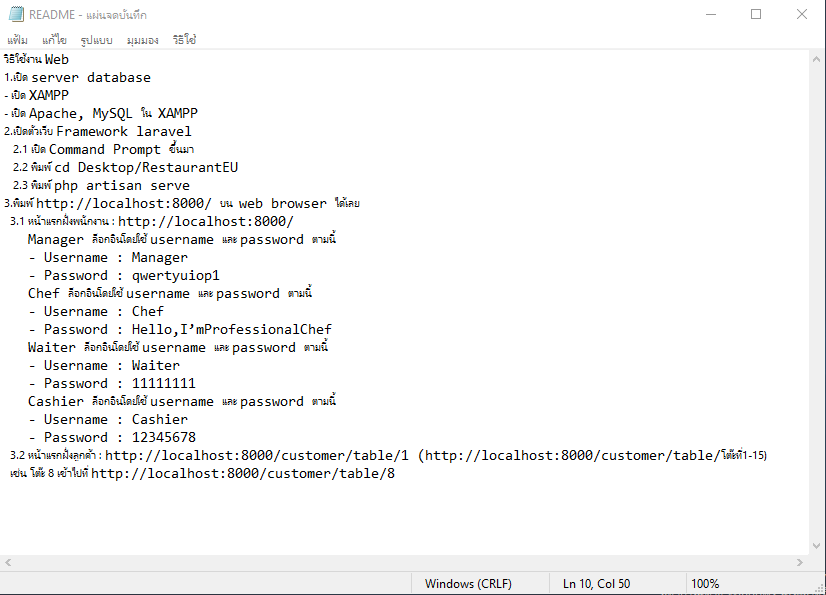 README - แผ่นจดบันทึก
แฟ้ม แก้ไข รูปแบบ มุมมอง วิธีใช้
วิธีใช้งาน Web
1.เปิด server database
- เปิด XAMPP
- เปิด Apache, MySQL ใน XAMPP
2.เปิดตัวเว็บ Framework laravel
2.1 เปิด Command Prompt ขึ้นมา
2.2 พิมพ์ cd Desktop/RestaurantEU
2.3 พิมพ์ php artisan serve
3.พิมพ์ http://localhost:8000/ บน web browser ได้เลย
3.1 หน้าแรกฝั่งพนักงาน : http://localhost:8000/
Manager ล็อกอินโดยใช้ username และ password ตามนี้
- Username : Manager
- Password : qwertyuiop1
Chef ล็อกอินโดยใช้ username และ password ตามนี้
- Username : Chef
- Password : Hello,I’mProfessionalChef
Waiter ล็อกอินโดยใช้ username และ password ตามนี้
- Username : Waiter
- Password : 11111111
Cashier ล็อกอินโดยใช้ username และ password ตามนี้
- Username : Cashier
- Password : 12345678
3.2 หน้าแรกฝั่งลูกค้า : http://localhost:8000/customer/table/1 (http://localhost:8000/customer/table/โต๊ะที่1-15)
เช่น โต๊ะ 8 เข้าไปที่ http://localhost:8000/customer/table/8
Windows (CRLF) Ln 10, Col 50 100%